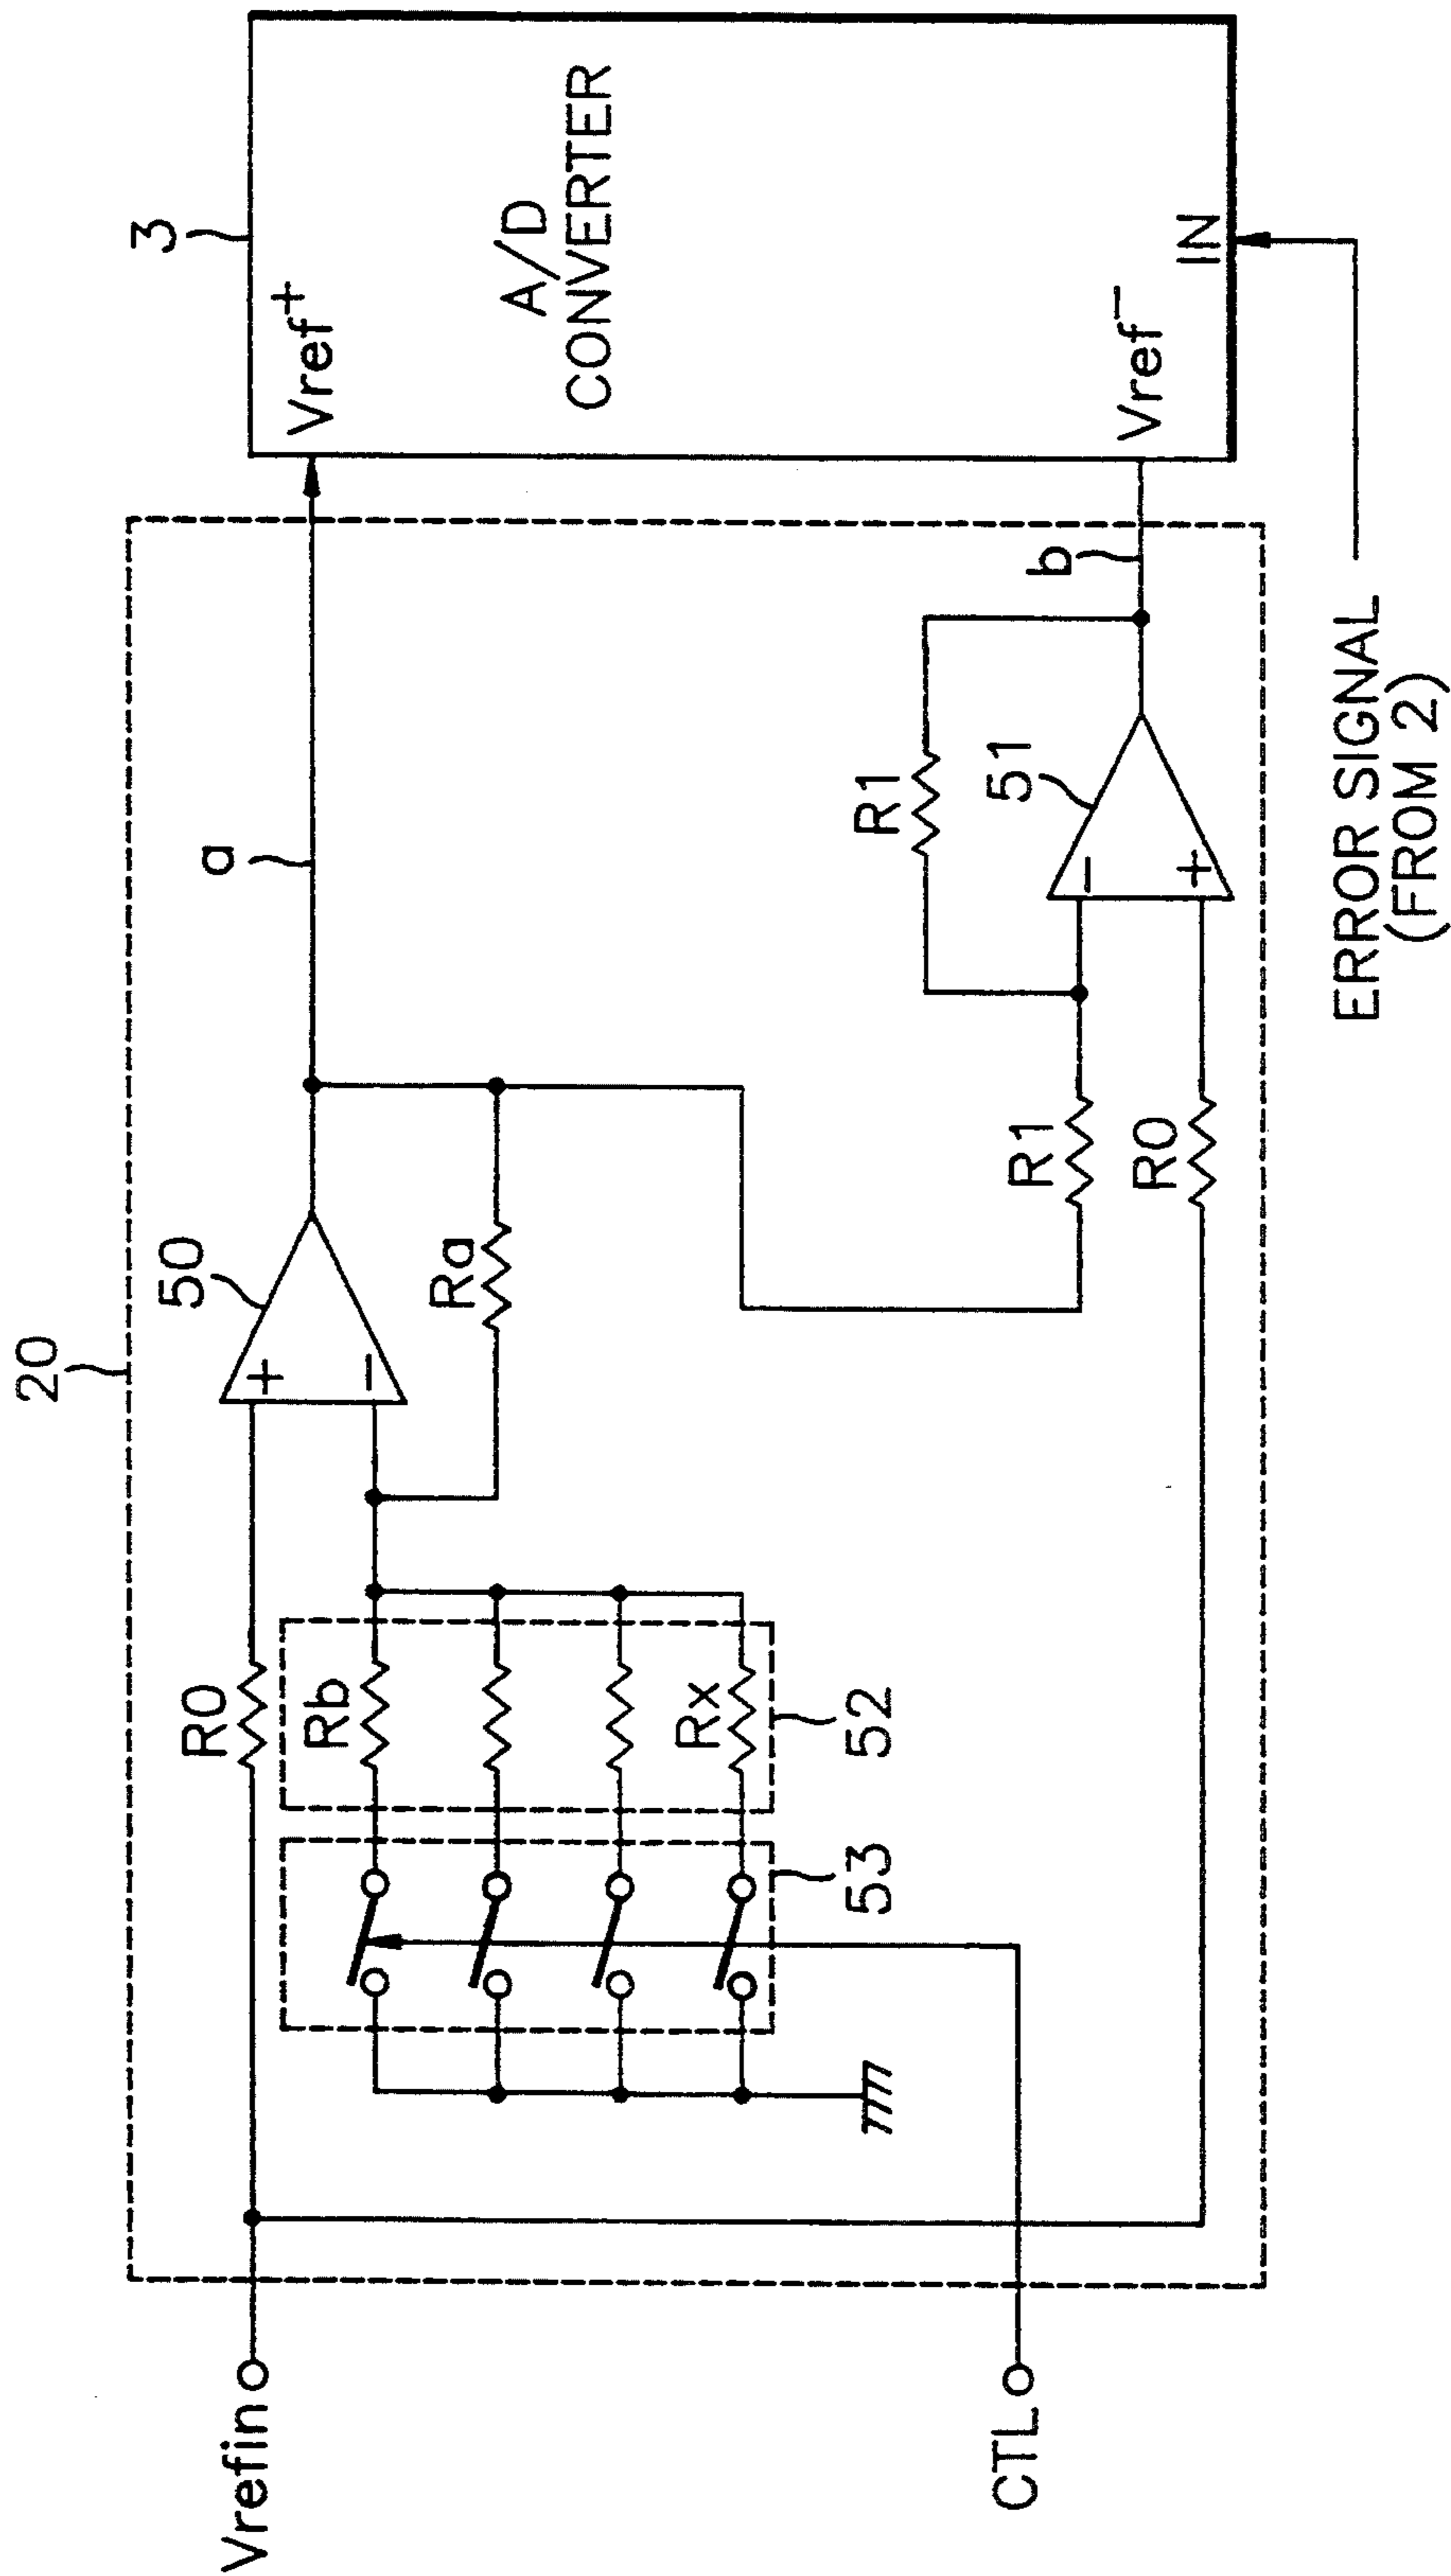 20
3
50
+
−
a
Vref+
A/D
CONVERTER
R0
Rb
Rx
52
53
Ra
R1
51
−
+
R1
R0
b
Vref−
IN
Vrefin
CTL
ERROR SIGNAL
(FROM 2)